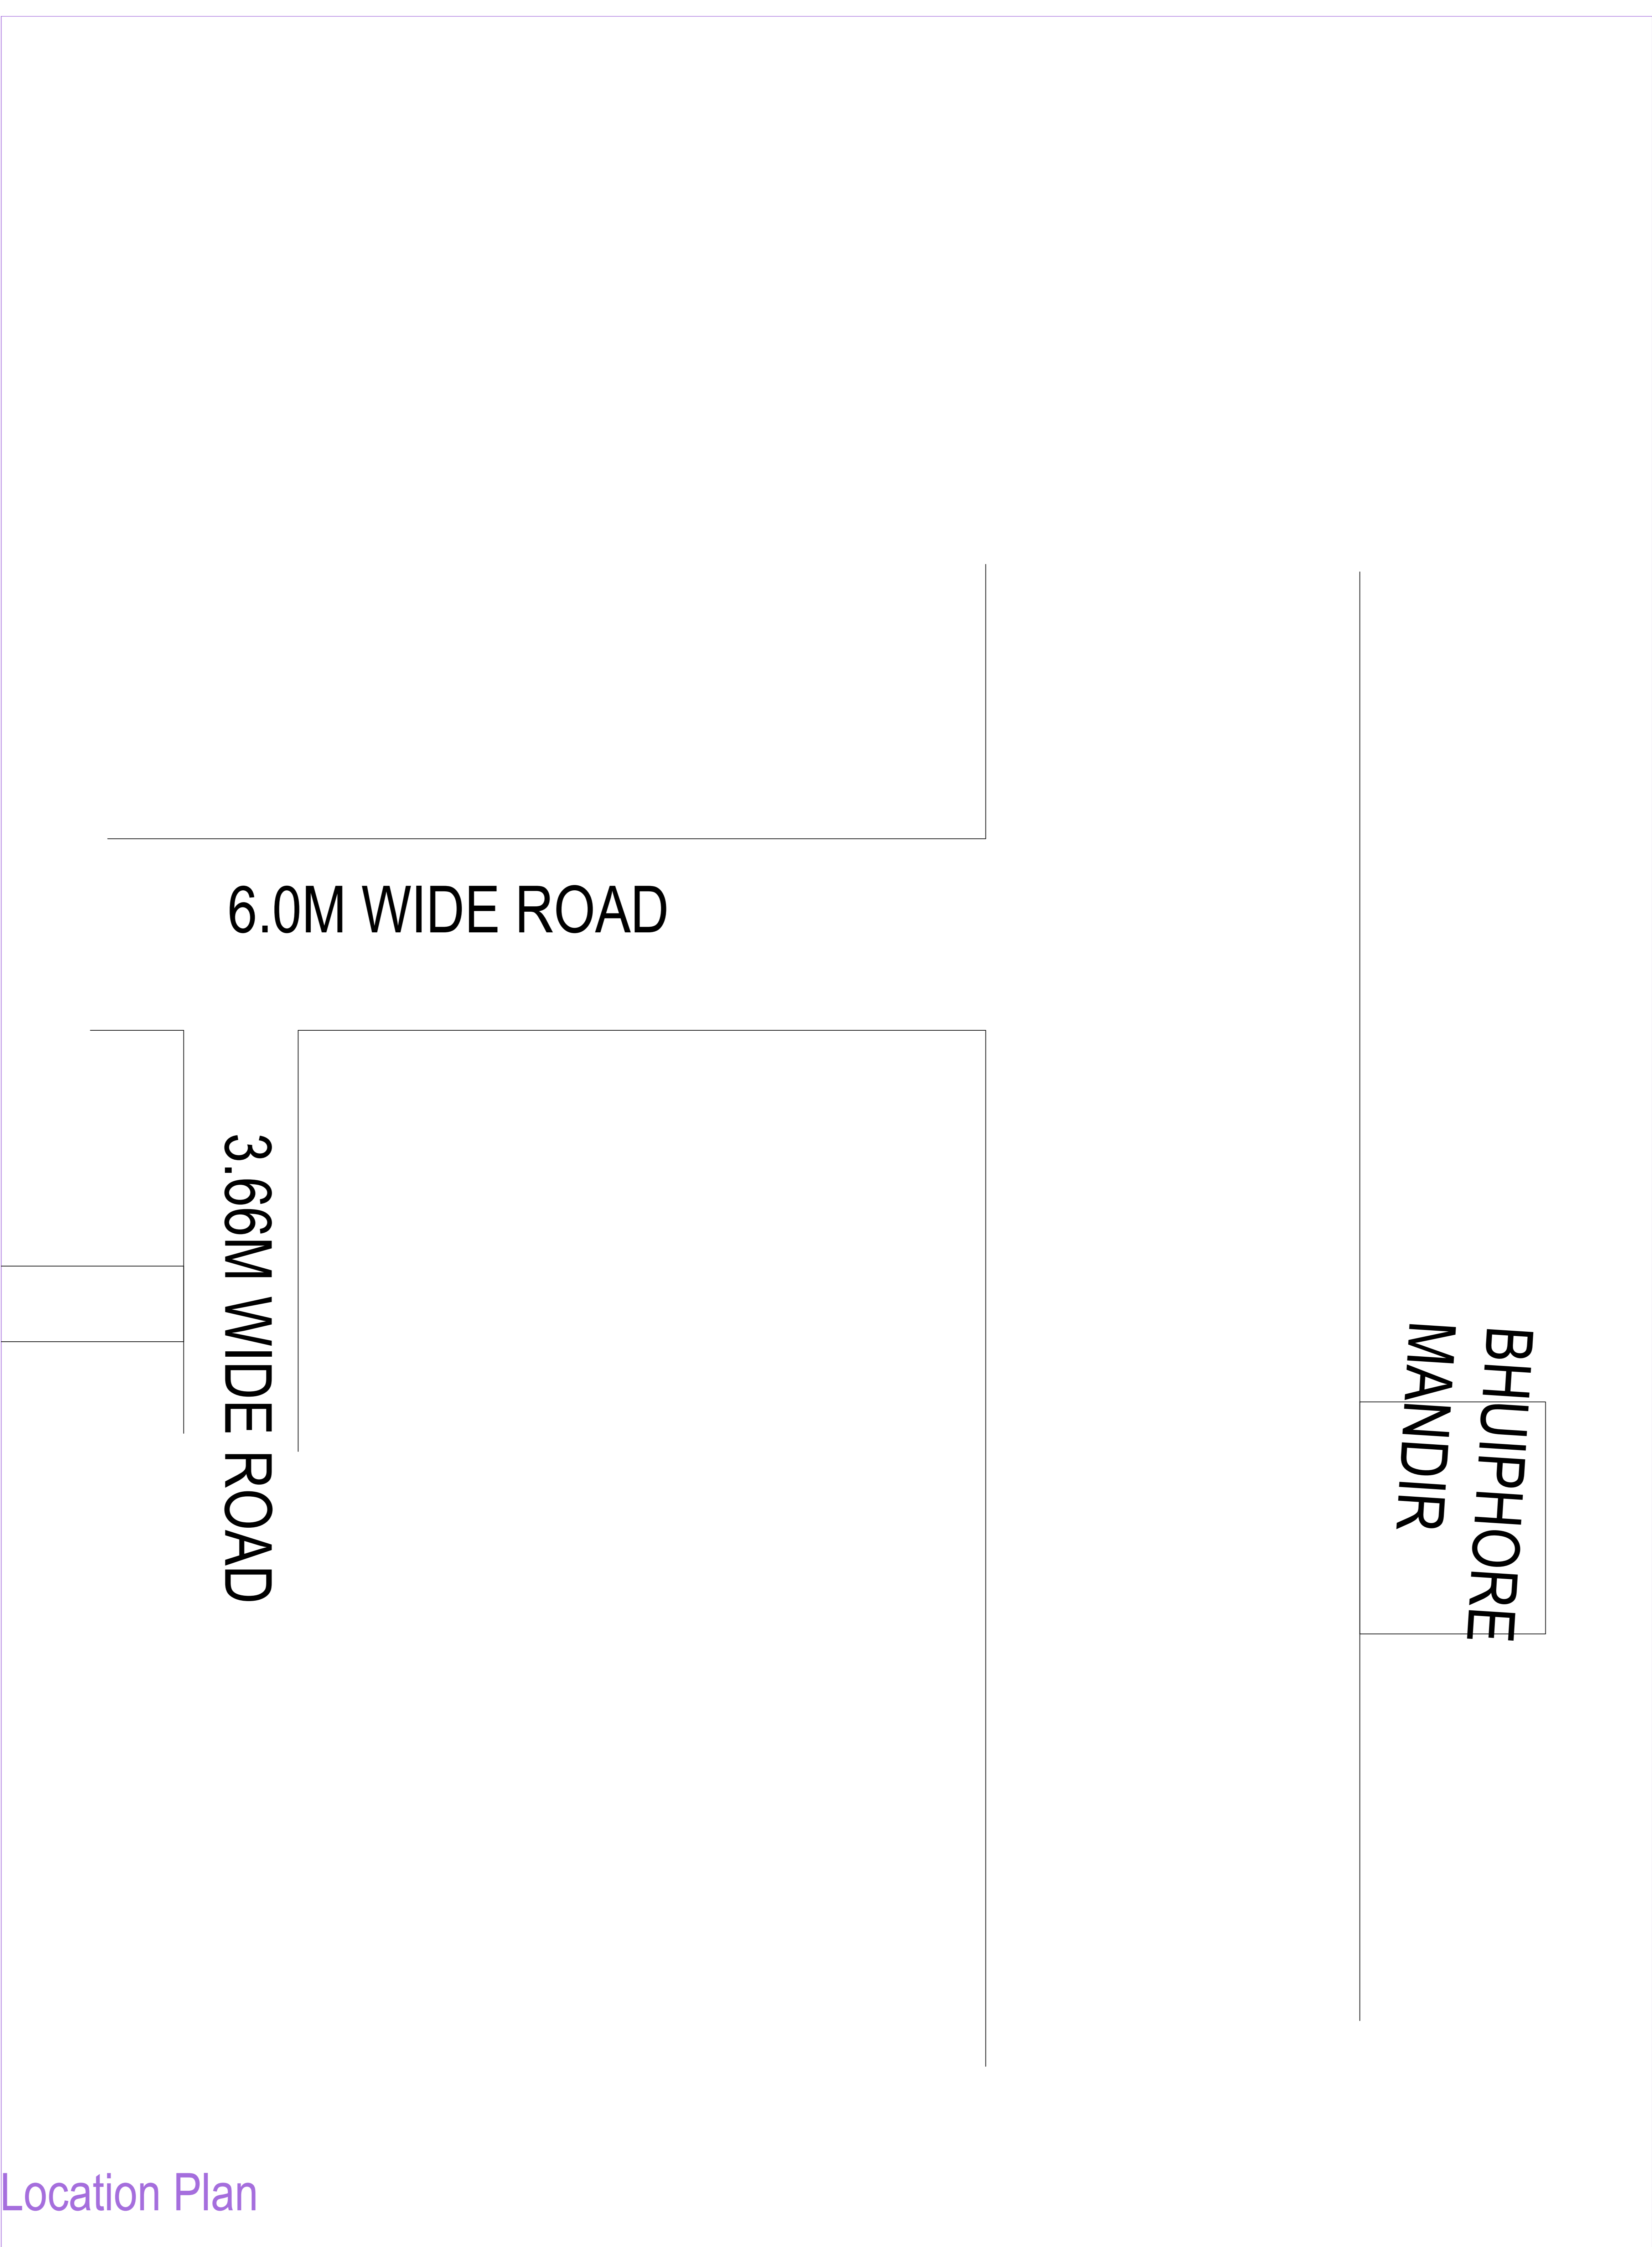 6.0M WIDE ROAD
3.66M WIDE ROAD
BHUIPHORE
MANDIR
Location Plan